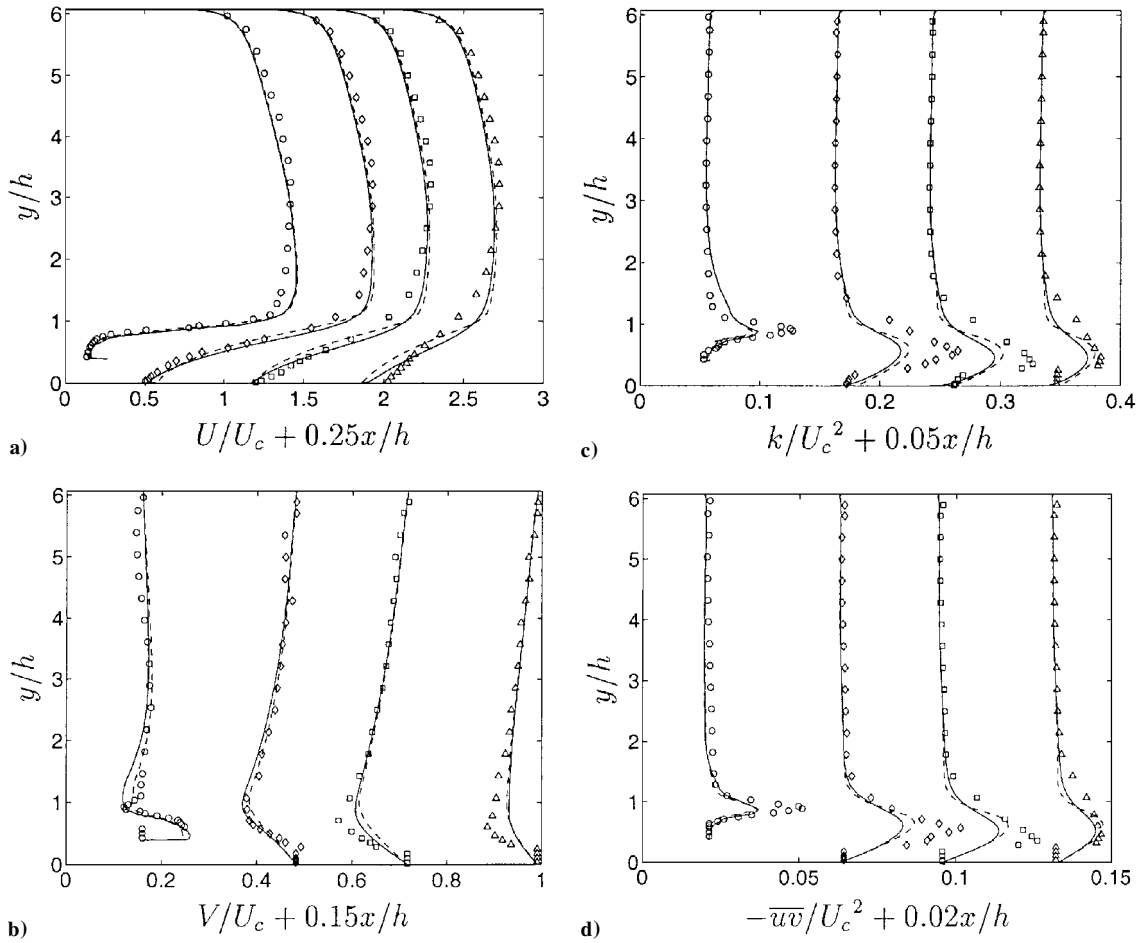 6
5
4
3
2
1
0
y/h
0 0.5 1 1.5 2 2.5 3
a) U/U_c + 0.25x/h
6
5
4
3
2
1
0
y/h
0 0.1 0.2 0.3 0.4
c) k/U_c^2 + 0.05x/h
6
5
4
3
2
1
0
y/h
0 0.2 0.4 0.6 0.8 1
b) V/U_c + 0.15x/h
6
5
4
3
2
1
0
y/h
0 0.05 0.1 0.15
d) -\overline{uv}/U_c^2 + 0.02x/h